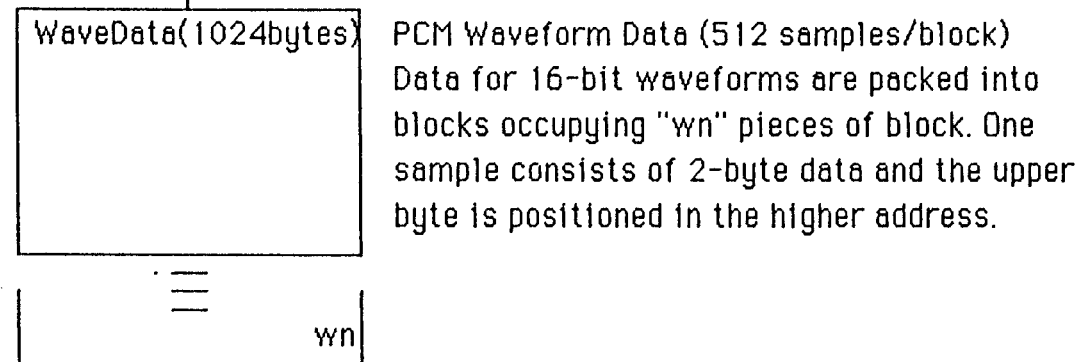 WaveData(1024bytes)
PCM Waveform Data (512 samples/block)
Data for 16-bit waveforms are packed into
blocks occupying "wn" pieces of block. One
sample consists of 2-byte data and the upper
byte is positioned in the higher address.
wn